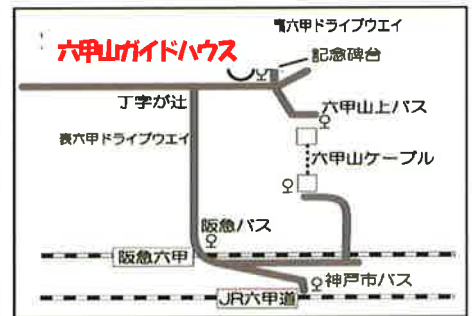 裏六甲ドライブウエイ
六甲山ガイドハウス
記念碑台
丁字が辻
六甲山上バス
表六甲ドライブウエイ
六甲山ケーブル
阪急バス
阪急六甲
神戸市バス
JR六甲道